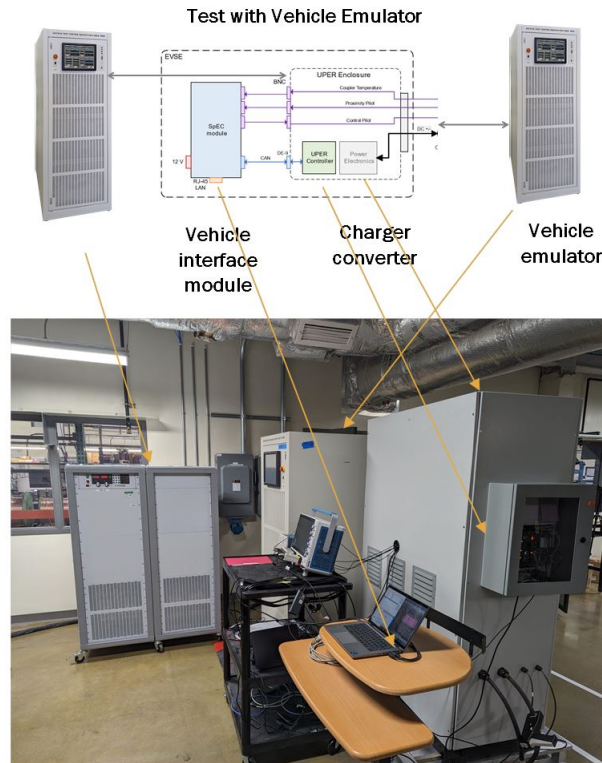 Test with Vehicle Emulator
EVSE
UPER Enclosure
BNC
Coupler Temperature
Proximity Pilot
Control Pilot
SpEC
module
DC +/-
C
DE-9
CAN
UPER
Controller
Power
Electronics
12 V
RJ-45
LAN
Vehicle
interface
module
Charger
converter
Vehicle
emulator